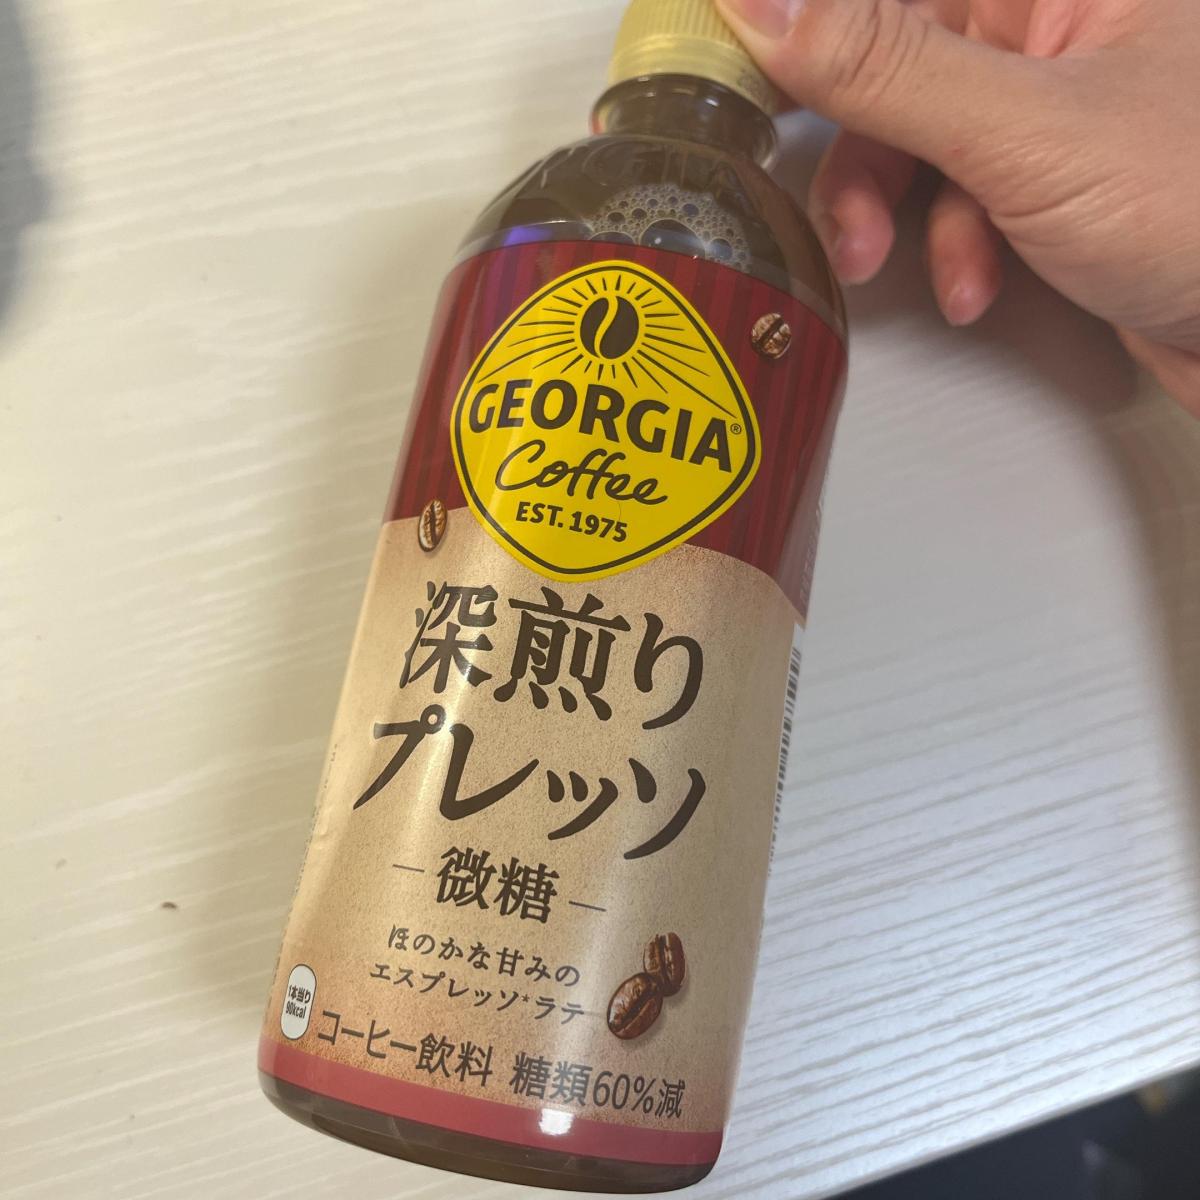 GEORGIA®
Coffee
EST. 1975
深煎り
プレッソ
微糖
ほのかな甘みの
エスプレッソ*ラテ
1本当り
90kcal
コーヒー飲料 糖類60%減